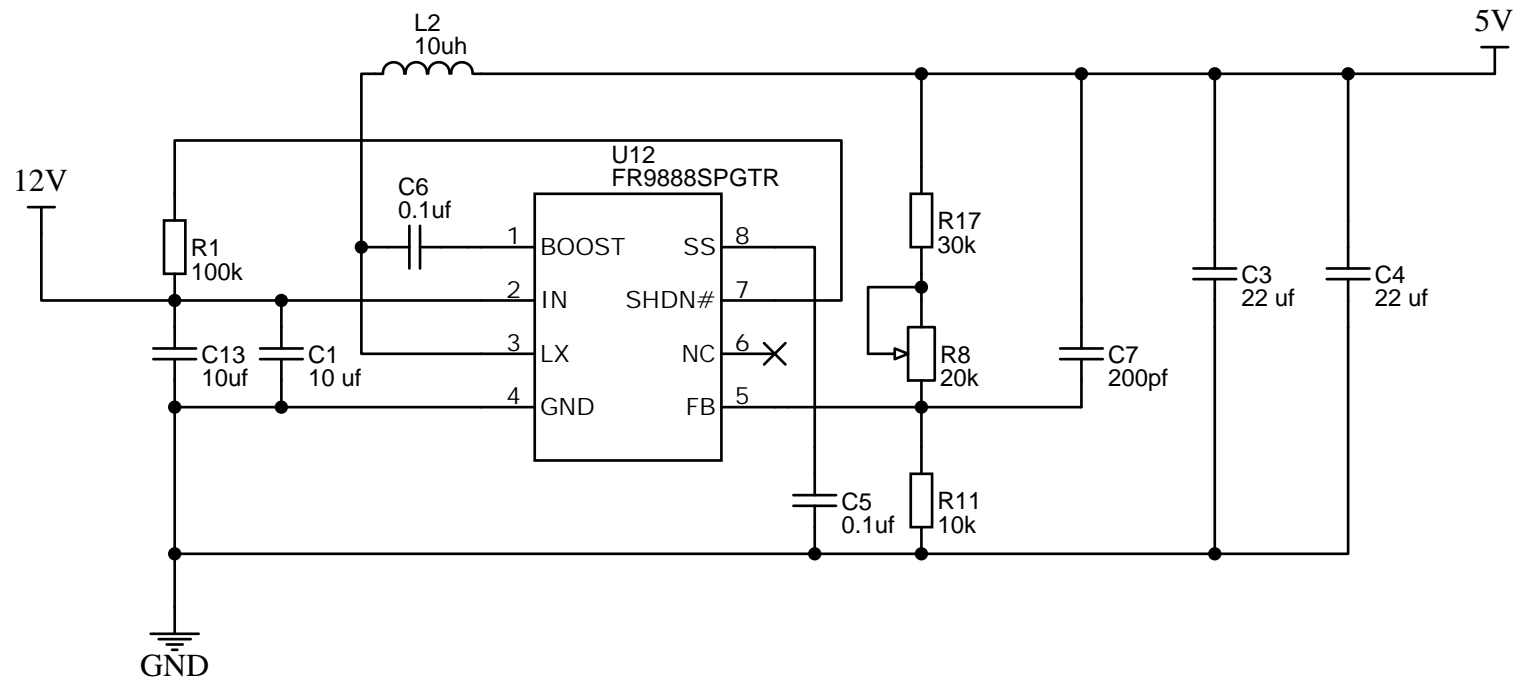 L2
10uh
5V
12V
U12
FR9888SPGTR
C6
0.1uf
R1
100k
1
BOOST
SS
8
2
IN
SHDN#
7
3
LX
NC
6
4
GND
FB
5
R17
30k
C3
22 uf
C4
22 uf
C13
10uf
C1
10 uf
R8
20k
C7
200pf
C5
0.1uf
R11
10k
GND